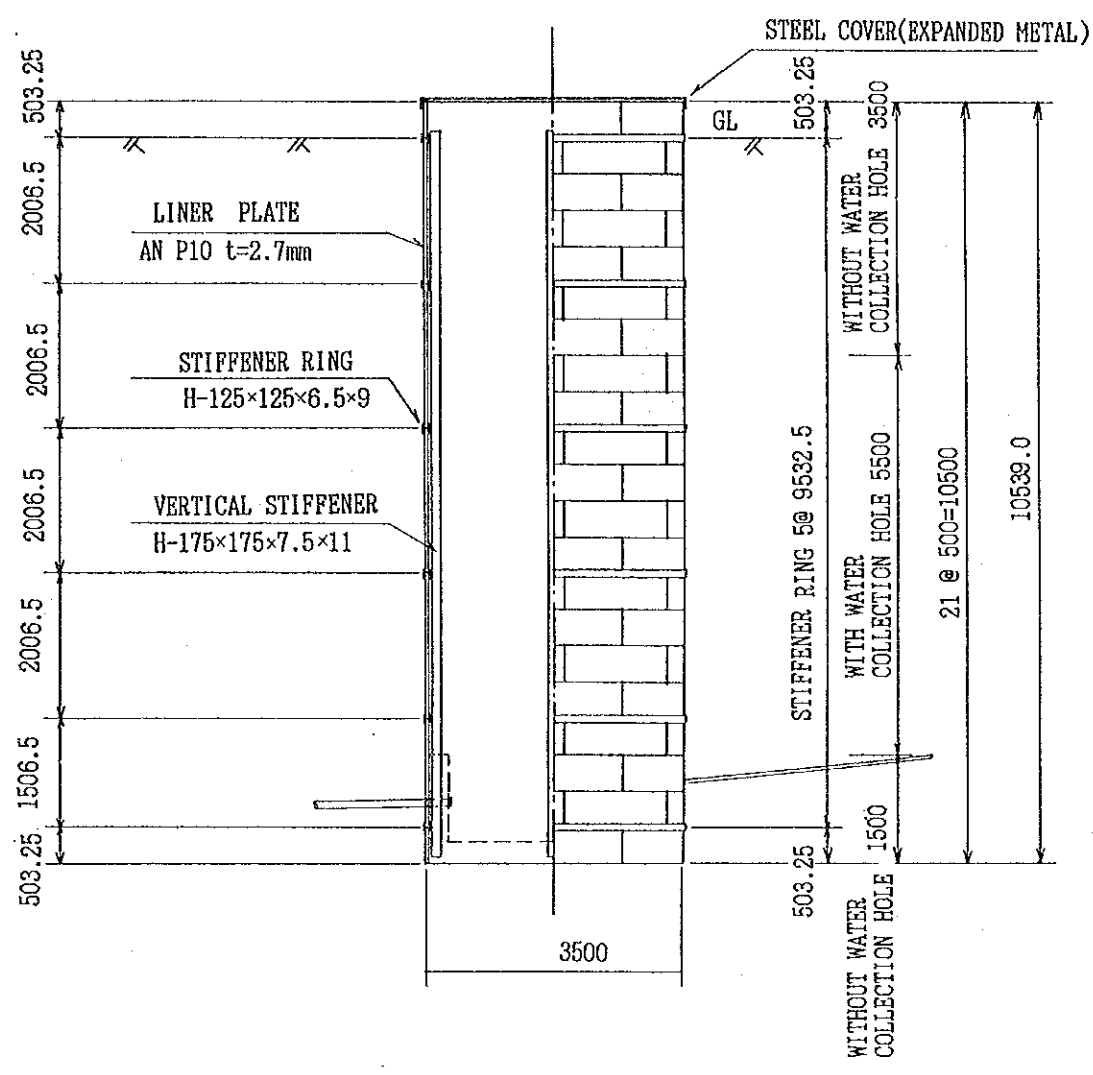 STEEL COVER(EXPANDED METAL)
503.25
2006.5
2006.5
2006.5
2006.5
1506.5
503.25
LINER PLATE
AN P10 t=2.7mm
STIFFENER RING
H-125×125×6.5×9
VERTICAL STIFFENER
H-175×175×7.5×11
GL
503.25
STIFFENER RING 5@ 9532.5
503.25
WITHOUT WATER
COLLECTION HOLE 3500
WITH WATER
COLLECTION HOLE 5500
1500
WITHOUT WATER
COLLECTION HOLE
21 @ 500=10500
10539.0
3500